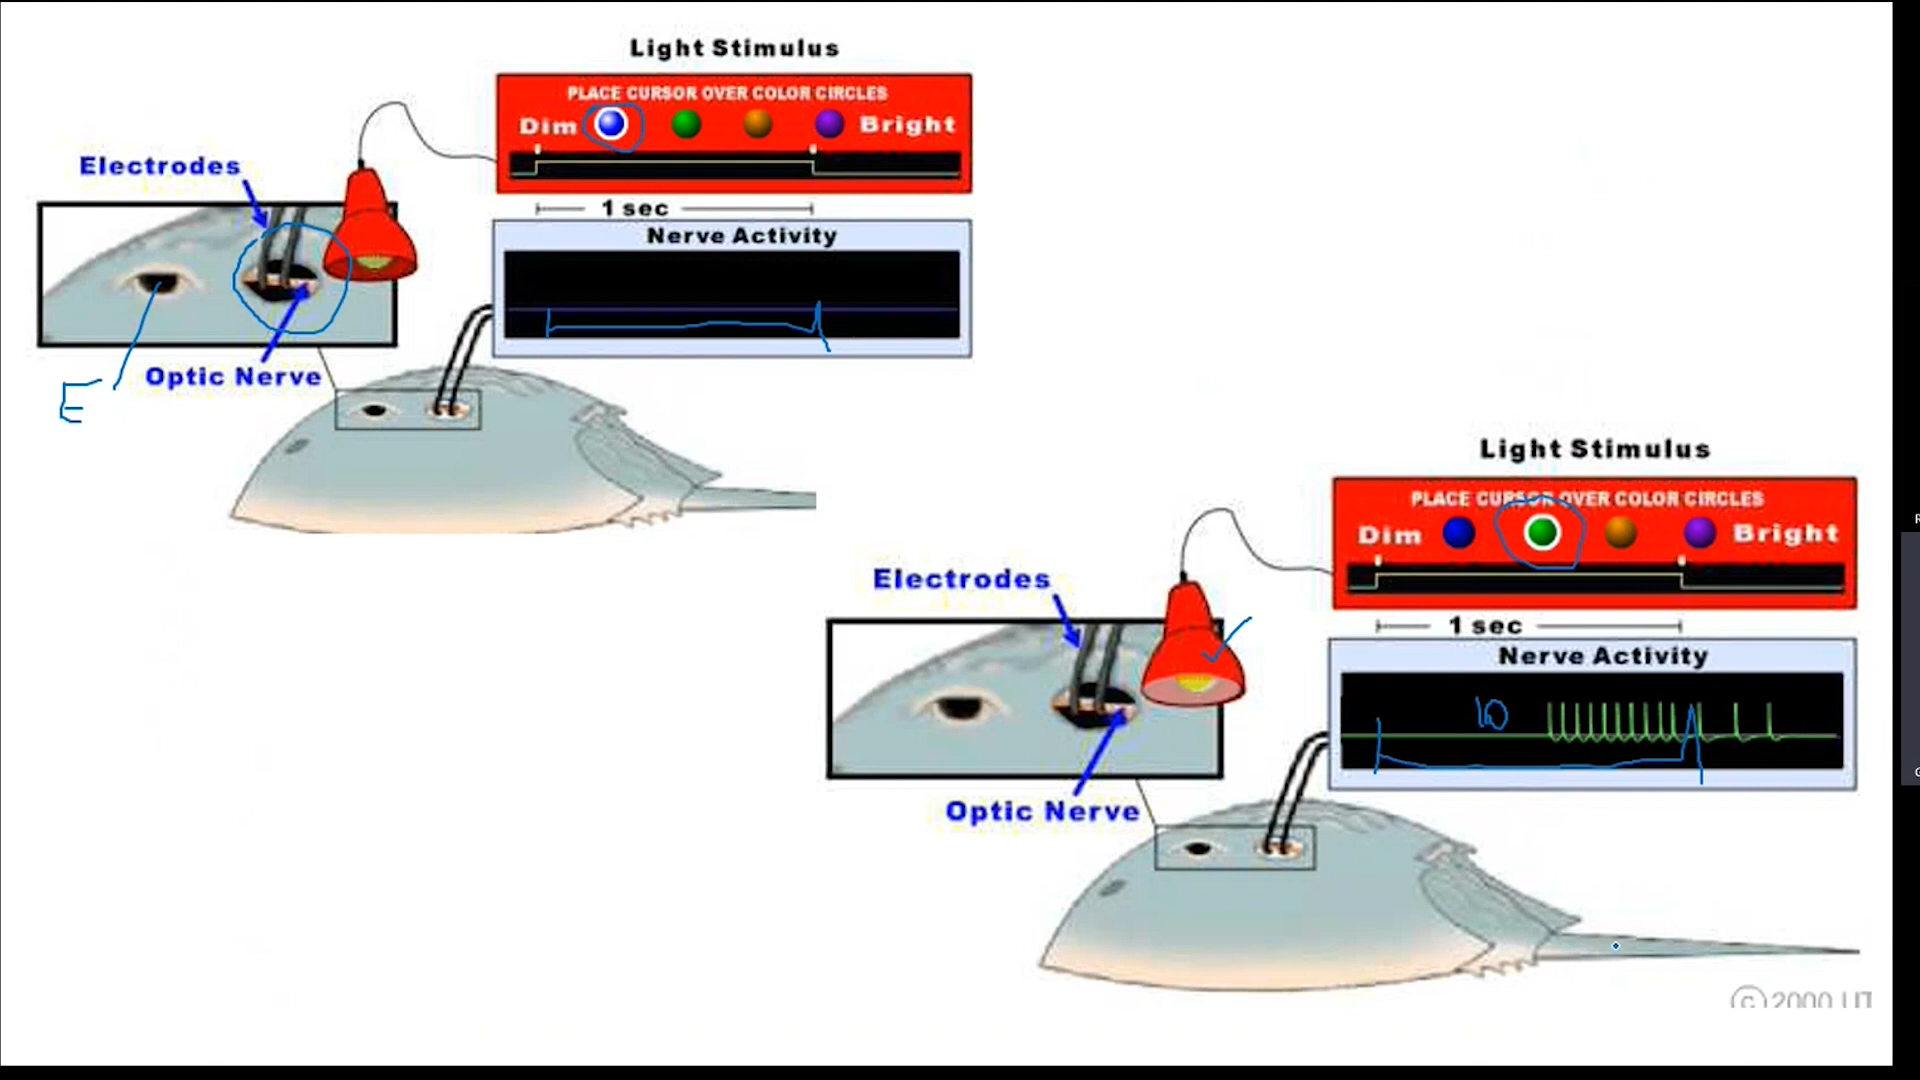 Light Stimulus
PLACE CURSOR OVER COLOR CIRCLES
Dim Bright
1 sec
Nerve Activity
Electrodes
Optic Nerve
E
Light Stimulus
PLACE CURSOR OVER COLOR CIRCLES
Dim Bright
1 sec
Nerve Activity
10
Electrodes
Optic Nerve
© 2000 UT